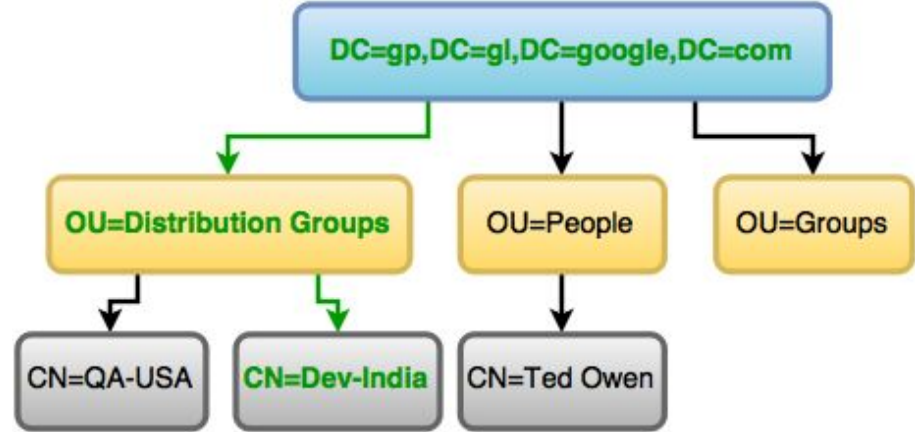 DC=gp,DC=gl,DC=google,DC=com
OU=Distribution Groups
OU=People
OU=Groups
CN=QA-USA
CN=Dev-India
CN=Ted Owen